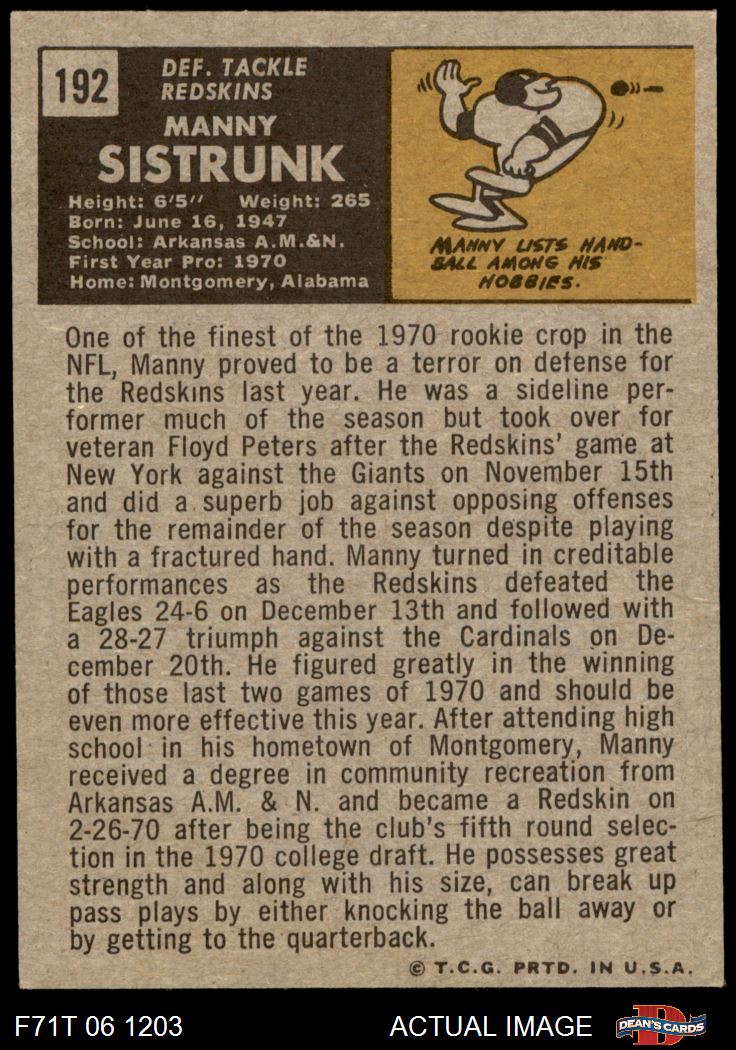 192
DEF. TACKLE
REDSKINS
MANNY
SISTRUNK
Height: 6'5" Weight: 265
Born: June 16, 1947
School: Arkansas A.M.&N.
First Year Pro: 1970
Home: Montgomery, Alabama
MANNY LISTS HAND-
BALL AMONG HIS
HOBBIES.
One of the finest of the 1970 rookie crop in the
NFL, Manny proved to be a terror on defense for
the Redskins last year. He was a sideline per-
former much of the season but took over for
veteran Floyd Peters after the Redskins' game at
New York against the Giants on November 15th
and did a superb job against opposing offenses
for the remainder of the season despite playing
with a fractured hand. Manny turned in creditable
performances as the Redskins defeated the
Eagles 24-6 on December 13th and followed with
a 28-27 triumph against the Cardinals on De-
cember 20th. He figured greatly in the winning
of those last two games of 1970 and should be
even more effective this year. After attending high
school in his hometown of Montgomery, Manny
received a degree in community recreation from
Arkansas A.M. & N. and became a Redskin on
2-26-70 after being the club's fifth round selec-
tion in the 1970 college draft. He possesses great
strength and along with his size, can break up
pass plays by either knocking the ball away or
by getting to the quarterback.
© T.C.G. PRTD. IN U.S.A.
F71T 06 1203 ACTUAL IMAGE D DEAN'S CARDS